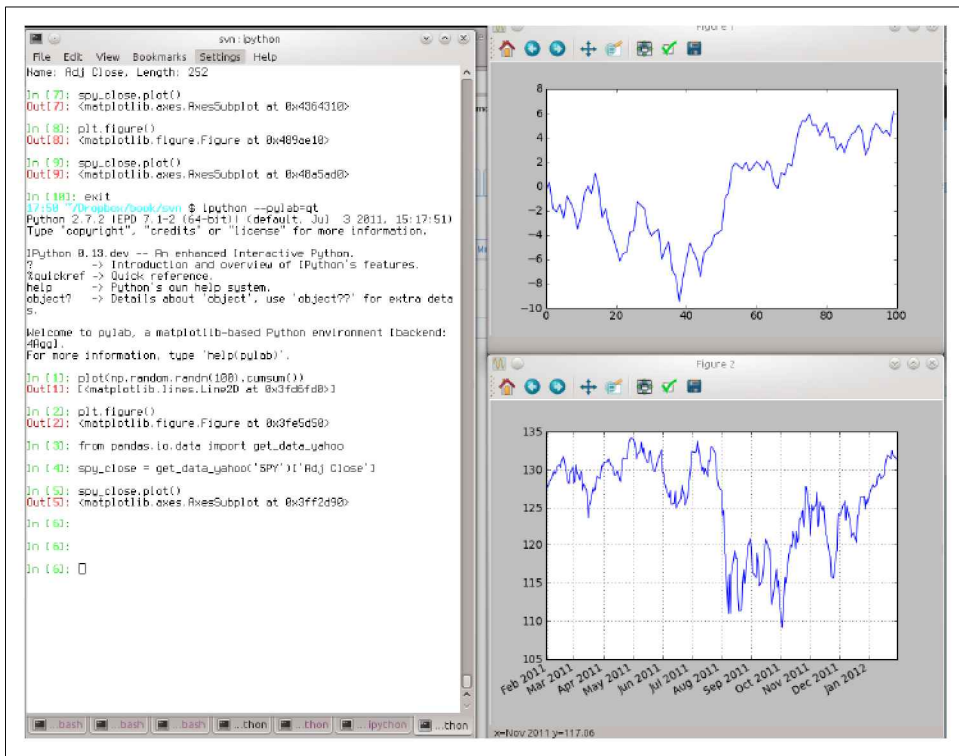 svn : ipython
File Edit View Bookmarks Settings Help
Name: Adj Close, Length: 252
In [7]: spy_close.plot()
Out[7]: <matplotlib.axes.AxesSubplot at 0x4364310>
In [8]: plt.figure()
Out[8]: <matplotlib.figure.Figure at 0x489ae10>
In [9]: spy_close.plot()
Out[9]: <matplotlib.axes.AxesSubplot at 0x48a5ad0>
In [10]: exit
17:50 ~/Dropbox/book/svn $ ipython --pylab=qt
Python 2.7.2 |EPD 7.1-2 (64-bit)| (default, Jul  3 2011, 15:17:51)
Type "copyright", "credits" or "license" for more information.
IPython 0.13.dev -- An enhanced Interactive Python.
?         -> Introduction and overview of IPython's features.
%quickref -> Quick reference.
help      -> Python's own help system.
object?   -> Details about 'object', use 'object??' for extra deta
s.
Welcome to pylab, a matplotlib-based Python environment [backend:
4Agg].
For more information, type 'help(pylab)'.
In [1]: plot(np.random.randn(100).cumsum())
Out[1]: [<matplotlib.lines.Line2D at 0x3fd6fd0>]
In [2]: plt.figure()
Out[2]: <matplotlib.figure.Figure at 0x3fe5d50>
In [3]: from pandas.io.data import get_data_yahoo
In [4]: spy_close = get_data_yahoo('SPY')['Adj Close']
In [5]: spy_close.plot()
Out[5]: <matplotlib.axes.AxesSubplot at 0x3ff2d90>
In [6]:
In [6]:
In [6]:
...bash ...bash ...bash ...thon ...thon ... ipython ...thon
Figure 1
8
6
4
2
0
−2
−4
−6
−8
−10
0 20 40 60 80 100
Figure 2
135
130
125
120
115
110
105
Feb 2011 Mar 2011 Apr 2011 May 2011 Jun 2011 Jul 2011 Aug 2011 Sep 2011 Oct 2011 Nov 2011 Dec 2011 Jan 2012
x=Nov 2011 y=117.06